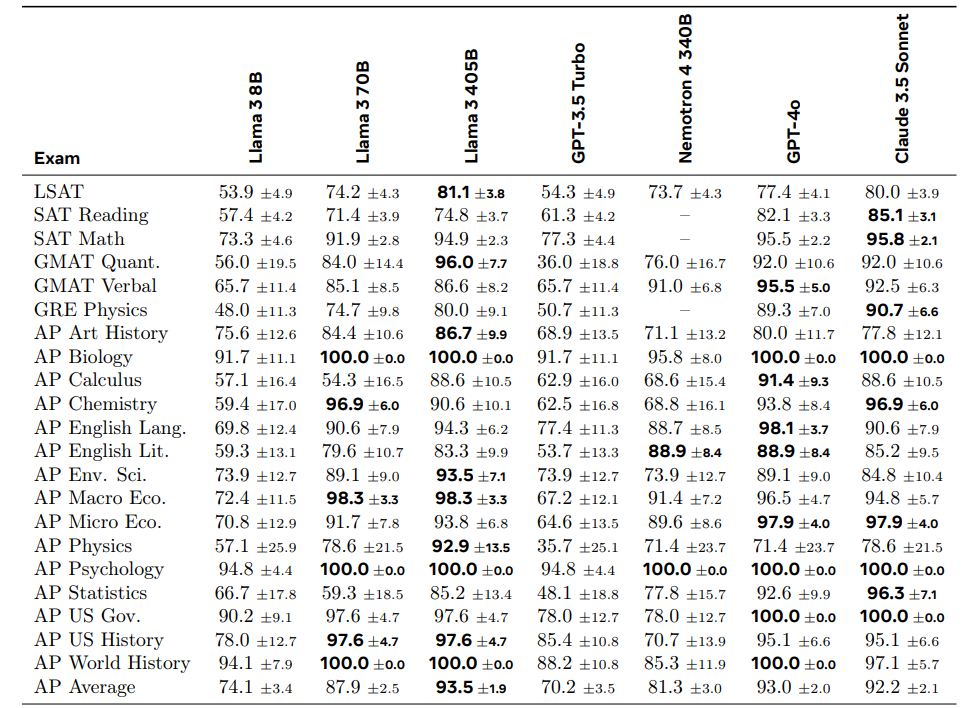 Exam Llama 3 8B Llama 3 70B Llama 3 405B GPT-3.5 Turbo Nemotron 4 340B GPT-4o Claude 3.5 Sonnet
LSAT 53.9 ±4.9 74.2 ±4.3 81.1 ±3.8 54.3 ±4.9 73.7 ±4.3 77.4 ±4.1 80.0 ±3.9
SAT Reading 57.4 ±4.2 71.4 ±3.9 74.8 ±3.7 61.3 ±4.2 – 82.1 ±3.3 85.1 ±3.1
SAT Math 73.3 ±4.6 91.9 ±2.8 94.9 ±2.3 77.3 ±4.4 – 95.5 ±2.2 95.8 ±2.1
GMAT Quant. 56.0 ±19.5 84.0 ±14.4 96.0 ±7.7 36.0 ±18.8 76.0 ±16.7 92.0 ±10.6 92.0 ±10.6
GMAT Verbal 65.7 ±11.4 85.1 ±8.5 86.6 ±8.2 65.7 ±11.4 91.0 ±6.8 95.5 ±5.0 92.5 ±6.3
GRE Physics 48.0 ±11.3 74.7 ±9.8 80.0 ±9.1 50.7 ±11.3 – 89.3 ±7.0 90.7 ±6.6
AP Art History 75.6 ±12.6 84.4 ±10.6 86.7 ±9.9 68.9 ±13.5 71.1 ±13.2 80.0 ±11.7 77.8 ±12.1
AP Biology 91.7 ±11.1 100.0 ±0.0 100.0 ±0.0 91.7 ±11.1 95.8 ±8.0 100.0 ±0.0 100.0 ±0.0
AP Calculus 57.1 ±16.4 54.3 ±16.5 88.6 ±10.5 62.9 ±16.0 68.6 ±15.4 91.4 ±9.3 88.6 ±10.5
AP Chemistry 59.4 ±17.0 96.9 ±6.0 90.6 ±10.1 62.5 ±16.8 68.8 ±16.1 93.8 ±8.4 96.9 ±6.0
AP English Lang. 69.8 ±12.4 90.6 ±7.9 94.3 ±6.2 77.4 ±11.3 88.7 ±8.5 98.1 ±3.7 90.6 ±7.9
AP English Lit. 59.3 ±13.1 79.6 ±10.7 83.3 ±9.9 53.7 ±13.3 88.9 ±8.4 88.9 ±8.4 85.2 ±9.5
AP Env. Sci. 73.9 ±12.7 89.1 ±9.0 93.5 ±7.1 73.9 ±12.7 73.9 ±12.7 89.1 ±9.0 84.8 ±10.4
AP Macro Eco. 72.4 ±11.5 98.3 ±3.3 98.3 ±3.3 67.2 ±12.1 91.4 ±7.2 96.5 ±4.7 94.8 ±5.7
AP Micro Eco. 70.8 ±12.9 91.7 ±7.8 93.8 ±6.8 64.6 ±13.5 89.6 ±8.6 97.9 ±4.0 97.9 ±4.0
AP Physics 57.1 ±25.9 78.6 ±21.5 92.9 ±13.5 35.7 ±25.1 71.4 ±23.7 71.4 ±23.7 78.6 ±21.5
AP Psychology 94.8 ±4.4 100.0 ±0.0 100.0 ±0.0 94.8 ±4.4 100.0 ±0.0 100.0 ±0.0 100.0 ±0.0
AP Statistics 66.7 ±17.8 59.3 ±18.5 85.2 ±13.4 48.1 ±18.8 77.8 ±15.7 92.6 ±9.9 96.3 ±7.1
AP US Gov. 90.2 ±9.1 97.6 ±4.7 97.6 ±4.7 78.0 ±12.7 78.0 ±12.7 100.0 ±0.0 100.0 ±0.0
AP US History 78.0 ±12.7 97.6 ±4.7 97.6 ±4.7 85.4 ±10.8 70.7 ±13.9 95.1 ±6.6 95.1 ±6.6
AP World History 94.1 ±7.9 100.0 ±0.0 100.0 ±0.0 88.2 ±10.8 85.3 ±11.9 100.0 ±0.0 97.1 ±5.7
AP Average 74.1 ±3.4 87.9 ±2.5 93.5 ±1.9 70.2 ±3.5 81.3 ±3.0 93.0 ±2.0 92.2 ±2.1